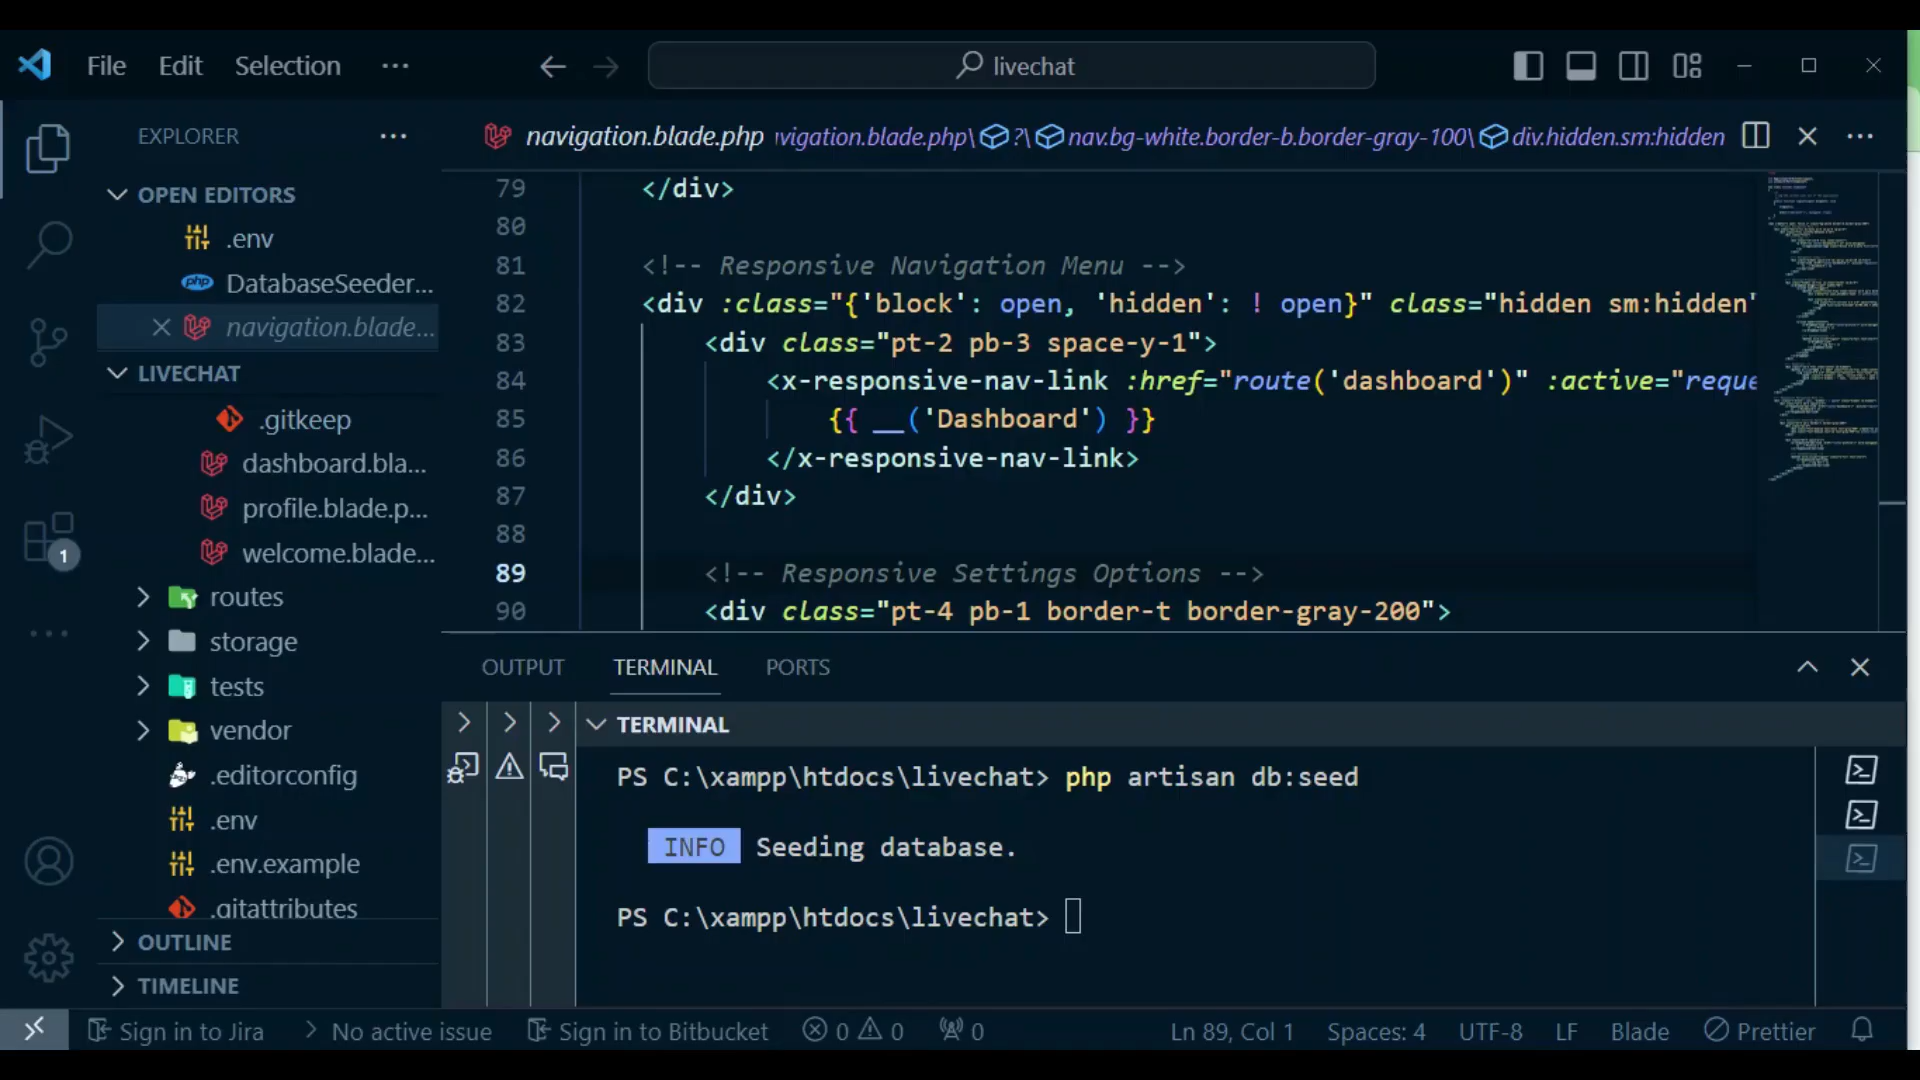 File Edit Selection ···
livechat
EXPLORER ···
OPEN EDITORS
.env
DatabaseSeeder...
navigation.blade...
LIVECHAT
.gitkeep
dashboard.bla...
profile.blade.p...
welcome.blade...
routes
storage
tests
vendor
.editorconfig
.env
.env.example
.gitattributes
OUTLINE
TIMELINE
1
navigation.blade.php vigation.blade.php\ ?\ nav.bg-white.border-b.border-gray-100\ div.hidden.sm:hidden
79 </div>
80
81 <!-- Responsive Navigation Menu -->
82 <div :class="{'block': open, 'hidden': ! open}" class="hidden sm:hidden"
83 <div class="pt-2 pb-3 space-y-1">
84 <x-responsive-nav-link :href="route('dashboard')" :active="reque
85 {{ __('Dashboard') }}
86 </x-responsive-nav-link>
87 </div>
88
89 <!-- Responsive Settings Options -->
90 <div class="pt-4 pb-1 border-t border-gray-200">
OUTPUT TERMINAL PORTS
TERMINAL
PS C:\xampp\htdocs\livechat> php artisan db:seed
INFO Seeding database.
PS C:\xampp\htdocs\livechat>
Sign in to Jira > No active issue Sign in to Bitbucket 0 0 0 Ln 89, Col 1 Spaces: 4 UTF-8 LF Blade Prettier